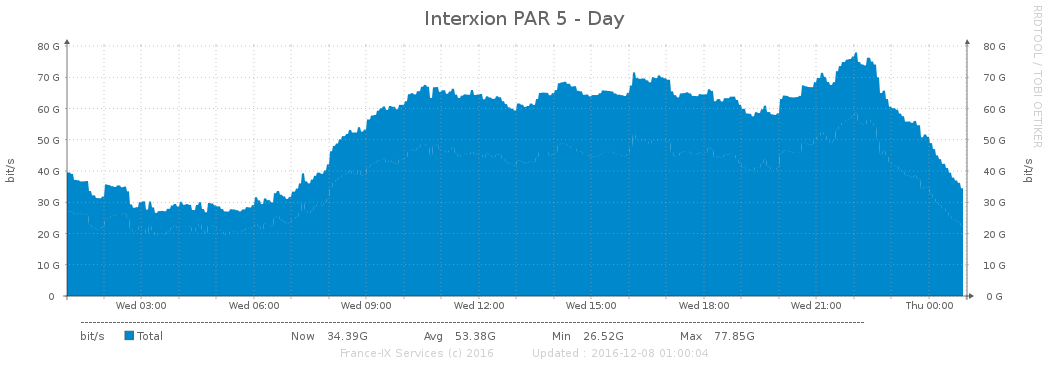 Interxion PAR 5 - Day
RRDTOOL / TOBI OETIKER
80 G 80 G
70 G 70 G
60 G 60 G
50 G 50 G
40 G 40 G
30 G 30 G
20 G 20 G
10 G 10 G
0 0 G
bit/s
bit/s
Wed 03:00 Wed 06:00 Wed 09:00 Wed 12:00 Wed 15:00 Wed 18:00 Wed 21:00 Thu 00:00
bit/s Total Now 34.39G Avg 53.38G Min 26.52G Max 77.85G
France-IX Services (c) 2016 Updated : 2016-12-08 01:00:04